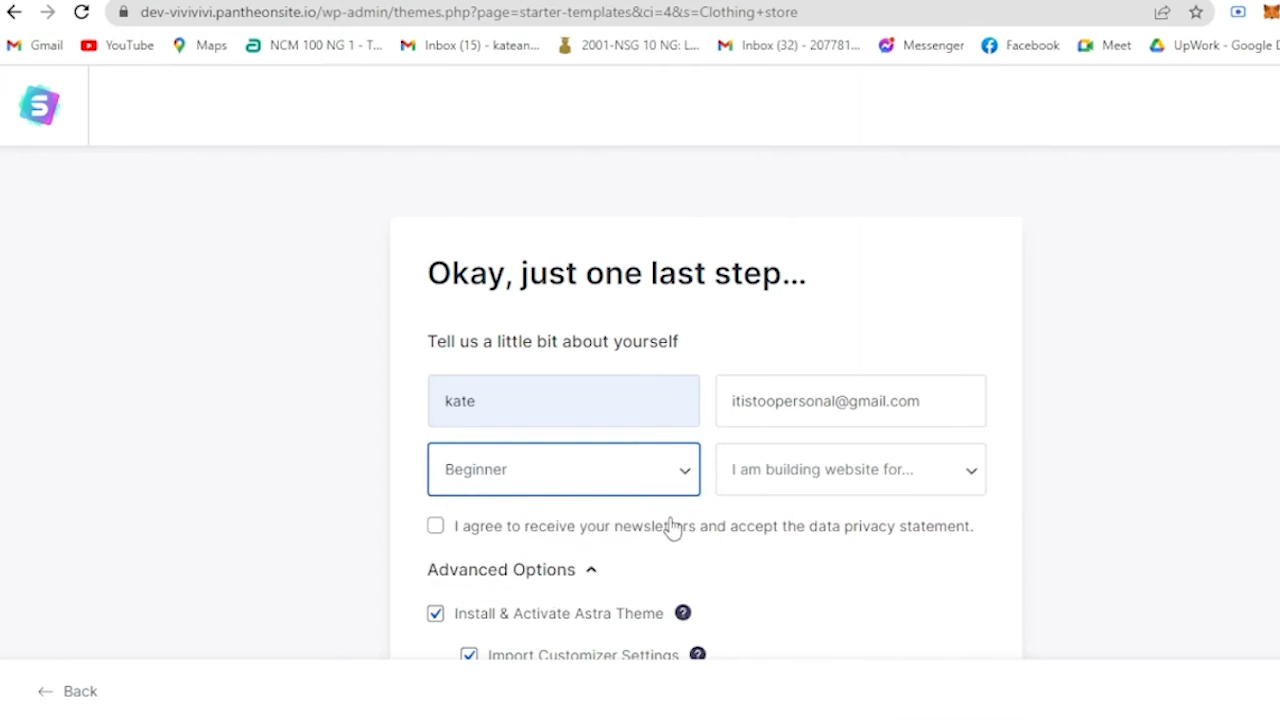 dev-vivivivi.pantheonsite.io/wp-admin/themes.php?page=starter-templates&ci=4&s=Clothing+store
Gmail YouTube Maps NCM 100 NG 1 - T... Inbox (15) - katean... 2001-NSG 10 NG: L... Inbox (32) - 207781... Messenger Facebook Meet UpWork - Google D
S
Okay, just one last step...
Tell us a little bit about yourself
kate itistoopersonal@gmail.com
Beginner I am building website for...
I agree to receive your newsletters and accept the data privacy statement.
Advanced Options
Install & Activate Astra Theme ?
Import Customizer Settings ?
Back